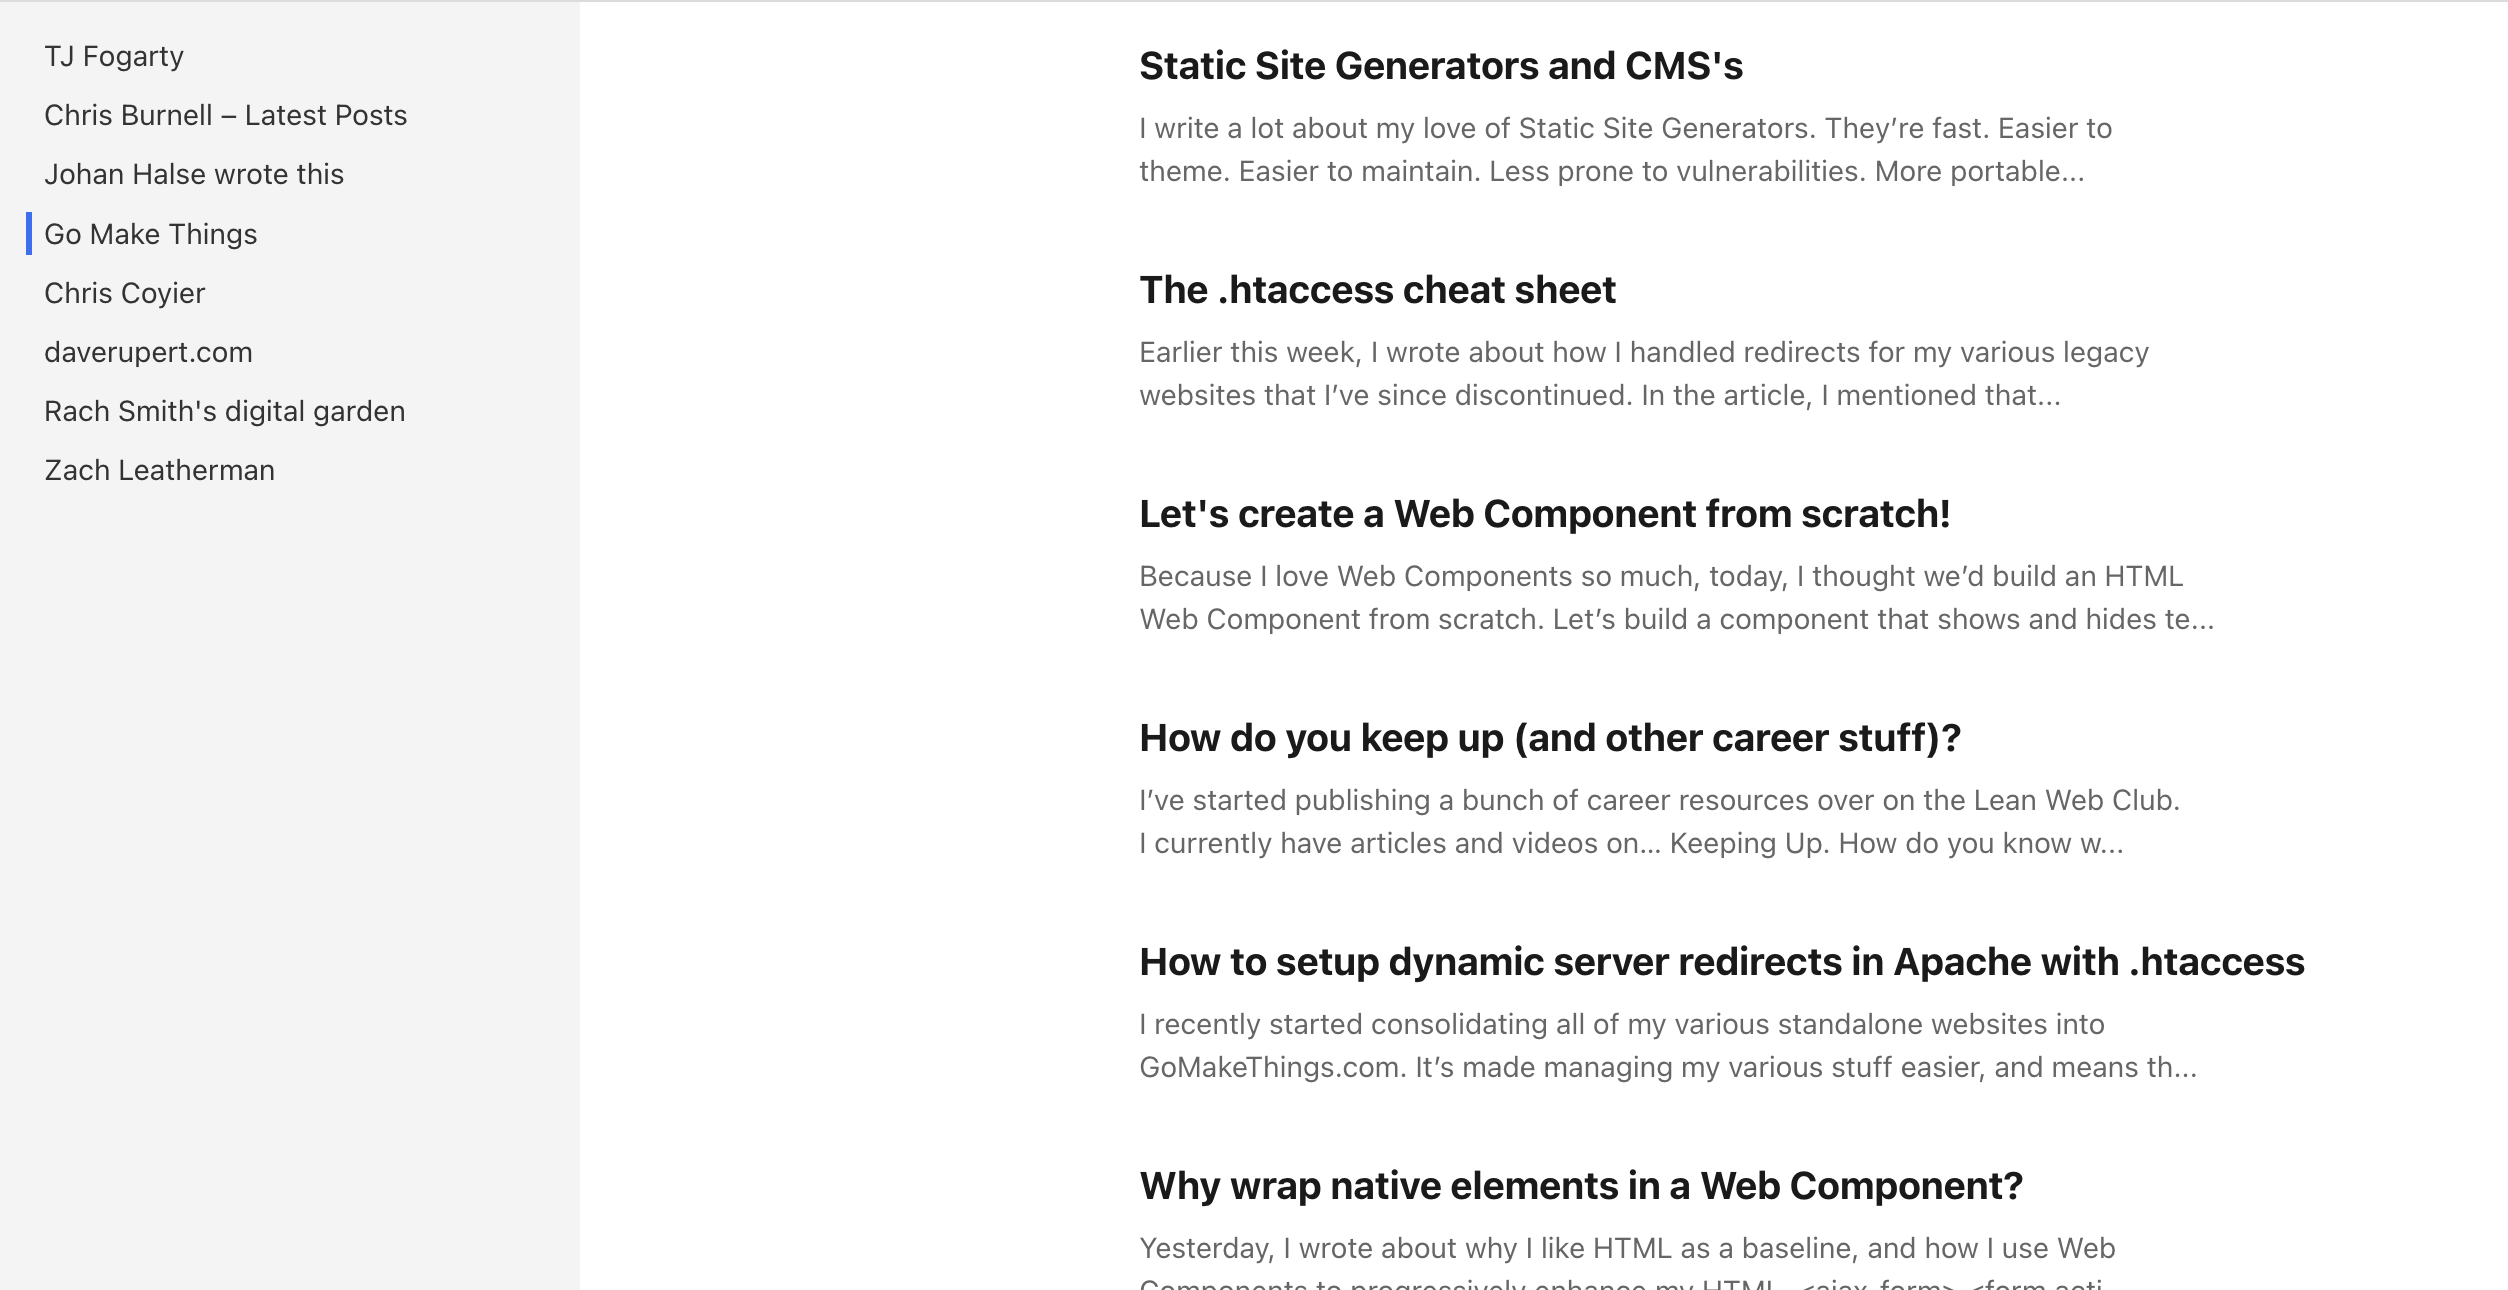 TJ Fogarty
Chris Burnell – Latest Posts
Johan Halse wrote this
Go Make Things
Chris Coyier
daverupert.com
Rach Smith's digital garden
Zach Leatherman
Static Site Generators and CMS's
I write a lot about my love of Static Site Generators. They’re fast. Easier to
theme. Easier to maintain. Less prone to vulnerabilities. More portable...
The .htaccess cheat sheet
Earlier this week, I wrote about how I handled redirects for my various legacy
websites that I’ve since discontinued. In the article, I mentioned that...
Let's create a Web Component from scratch!
Because I love Web Components so much, today, I thought we’d build an HTML
Web Component from scratch. Let’s build a component that shows and hides te...
How do you keep up (and other career stuff)?
I’ve started publishing a bunch of career resources over on the Lean Web Club.
I currently have articles and videos on… Keeping Up. How do you know w...
How to setup dynamic server redirects in Apache with .htaccess
I recently started consolidating all of my various standalone websites into
GoMakeThings.com. It’s made managing my various stuff easier, and means th...
Why wrap native elements in a Web Component?
Yesterday, I wrote about why I like HTML as a baseline, and how I use Web
Components to progressively enhance my HTML. <ajax-form> <form acti